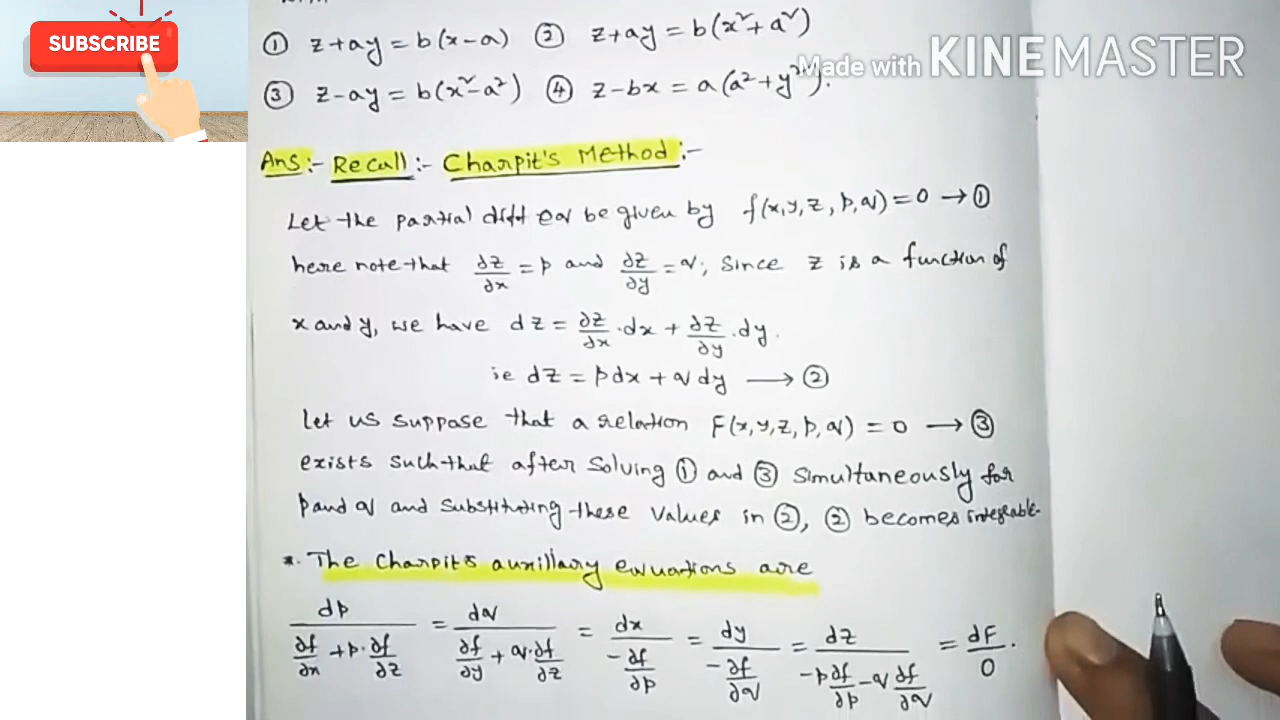 SUBSCRIBE
Made with KINEMASTER
① z+ay = b(x-a) ② z+ay = b(x²+a²)
③ z-ay = b(x²-a²) ④ z-bx = a(a²+y²).
Ans:- Recall:- Charpit's Method:-
Let the partial diff eq be given by f(x,y,z,p,q)=0 → ①
here note that ∂z/∂x = p and ∂z/∂y = q, since z is a function of
x and y, we have dz = ∂z/∂x · dx + ∂z/∂y · dy.
ie dz = pdx + q dy → ②
Let us suppose that a relation F(x,y,z,p,q) = 0 → ③
exists such that after solving ① and ③ simultaneously for
p and q and substituting these values in ②, ② becomes integrable.
*. The Charpit's auxillary equations are
dp/(∂f/∂x + p·∂f/∂z) = dq/(∂f/∂y + q·∂f/∂z) = dx/(-∂f/∂p) = dy/(-∂f/∂q) = dz/(-p∂f/∂p - q∂f/∂q) = dF/0.